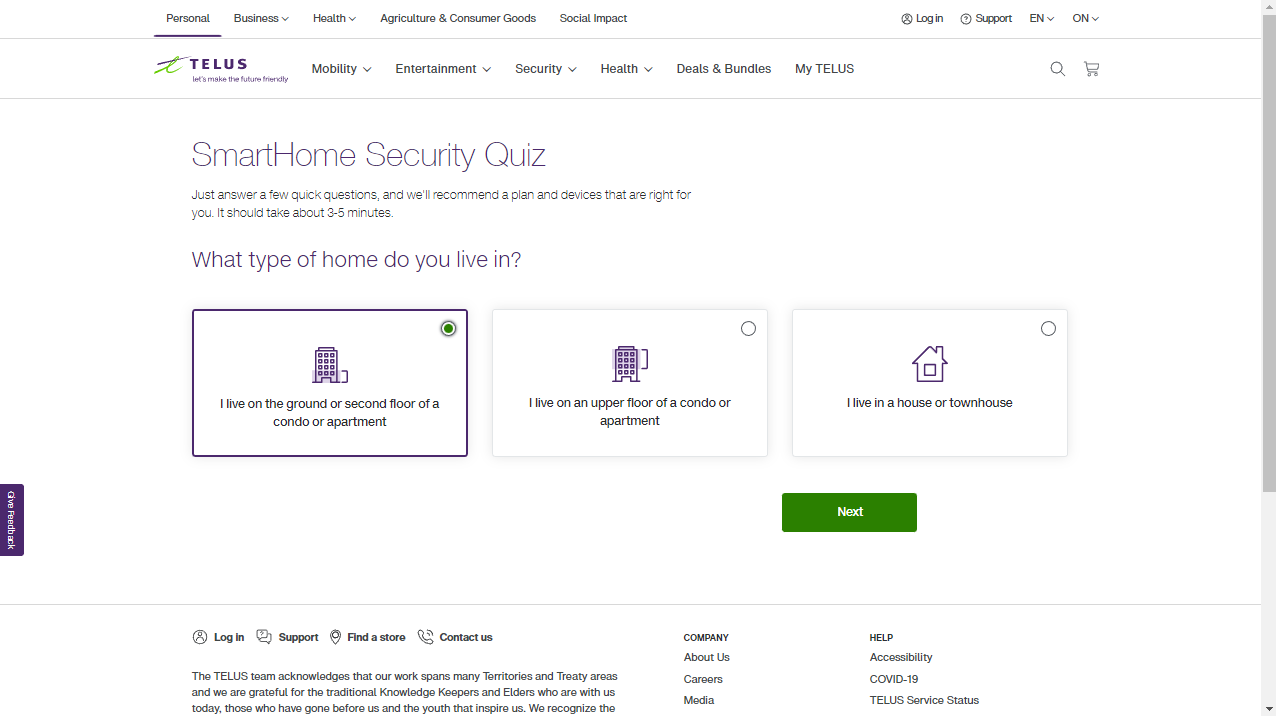 Personal Business Health Agriculture & Consumer Goods Social Impact Log in Support EN ON
TELUS
let's make the future friendly
Mobility Entertainment Security Health Deals & Bundles My TELUS
SmartHome Security Quiz
Just answer a few quick questions, and we'll recommend a plan and devices that are right for
you. It should take about 3-5 minutes.
What type of home do you live in?
I live on the ground or second floor of a
condo or apartment
I live on an upper floor of a condo or
apartment
I live in a house or townhouse
Next
Give Feedback
Log in Support Find a store Contact us
The TELUS team acknowledges that our work spans many Territories and Treaty areas
and we are grateful for the traditional Knowledge Keepers and Elders who are with us
today, those who have gone before us and the youth that inspire us. We recognize the
COMPANY
About Us
Careers
Media
HELP
Accessibility
COVID-19
TELUS Service Status